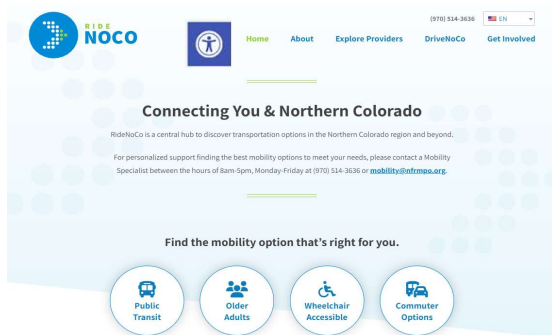 RIDE
NOCO
(970) 514-3636
EN
Home About Explore Providers DriveNoCo Get Involved
Connecting You & Northern Colorado
RideNoCo is a central hub to discover transportation options in the Northern Colorado region and beyond.
For personalized support finding the best mobility options to meet your needs, please contact a Mobility
Specialist between the hours of 8am-5pm, Monday-Friday at (970) 514-3636 or mobility@nfrmpo.org.
Find the mobility option that's right for you.
Public
Transit
Older
Adults
Wheelchair
Accessible
Commuter
Options